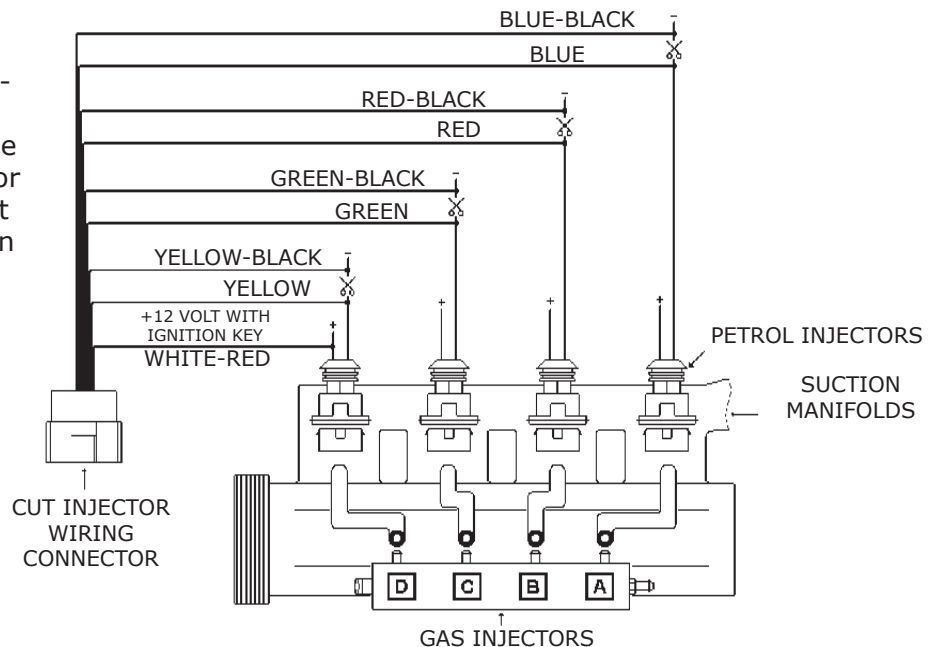 BLUE-BLACK
-
BLUE
-
RED-BLACK
-
e
RED
or
GREEN-BLACK
-
t
GREEN
n
YELLOW-BLACK
-
YELLOW
+12 VOLT WITH
IGNITION KEY
+ + + +
WHITE-RED
PETROL INJECTORS
SUCTION
MANIFOLDS
CUT INJECTOR
WIRING
CONNECTOR
D C B A
GAS INJECTORS